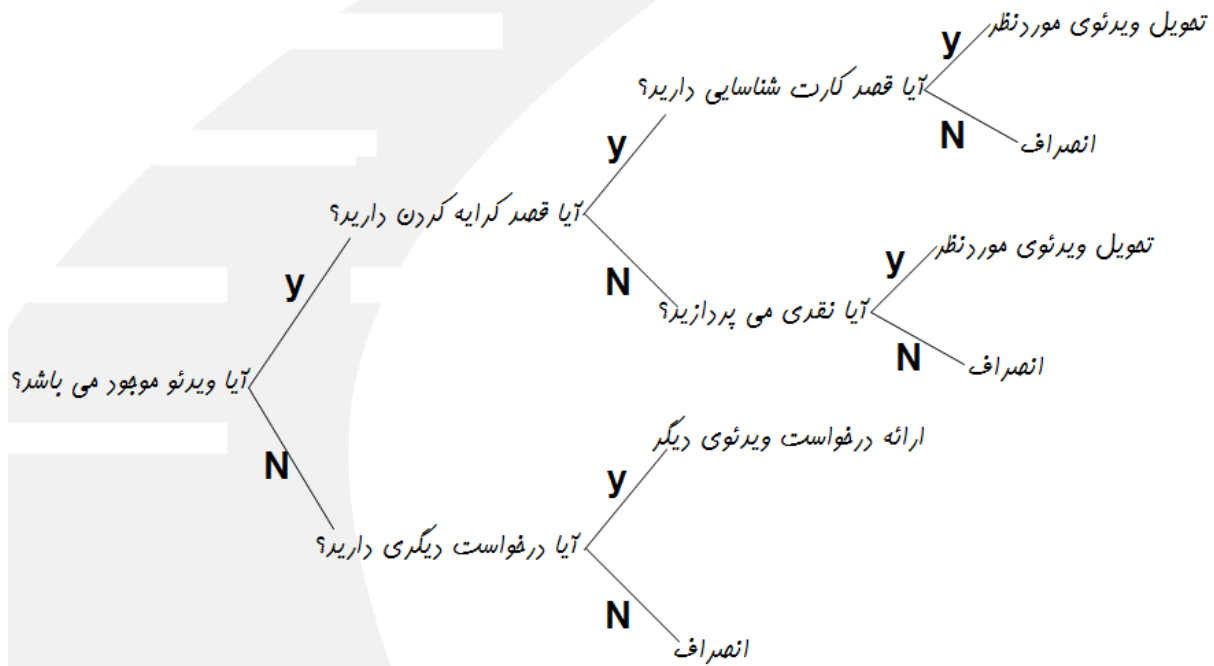 تحویل ویدئوی موردنظر
y
آیا قصد کارت شناسایی دارید؟
N
انصراف
y
آیا قصد کرایه کردن دارید؟
تحویل ویدئوی موردنظر
y
N
آیا نقدی می پردازید؟
y
N
انصراف
آیا ویدئو موجود می باشد؟
ارائه درخواست ویدئوی دیگر
N
y
آیا درخواست دیگری دارید؟
N
انصراف